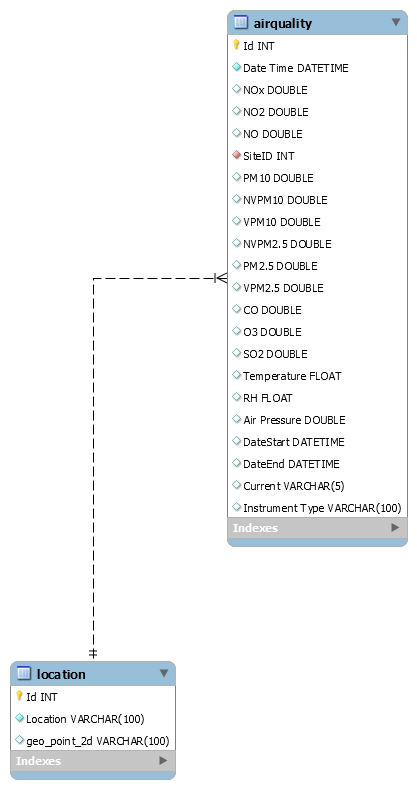 airquality
Id INT
Date Time DATETIME
NOx DOUBLE
NO2 DOUBLE
NO DOUBLE
SiteID INT
PM10 DOUBLE
NVPM10 DOUBLE
VPM10 DOUBLE
NVPM2.5 DOUBLE
PM2.5 DOUBLE
VPM2.5 DOUBLE
CO DOUBLE
O3 DOUBLE
SO2 DOUBLE
Temperature FLOAT
RH FLOAT
Air Pressure DOUBLE
DateStart DATETIME
DateEnd DATETIME
Current VARCHAR(5)
Instrument Type VARCHAR(100)
Indexes
location
Id INT
Location VARCHAR(100)
geo_point_2d VARCHAR(100)
Indexes